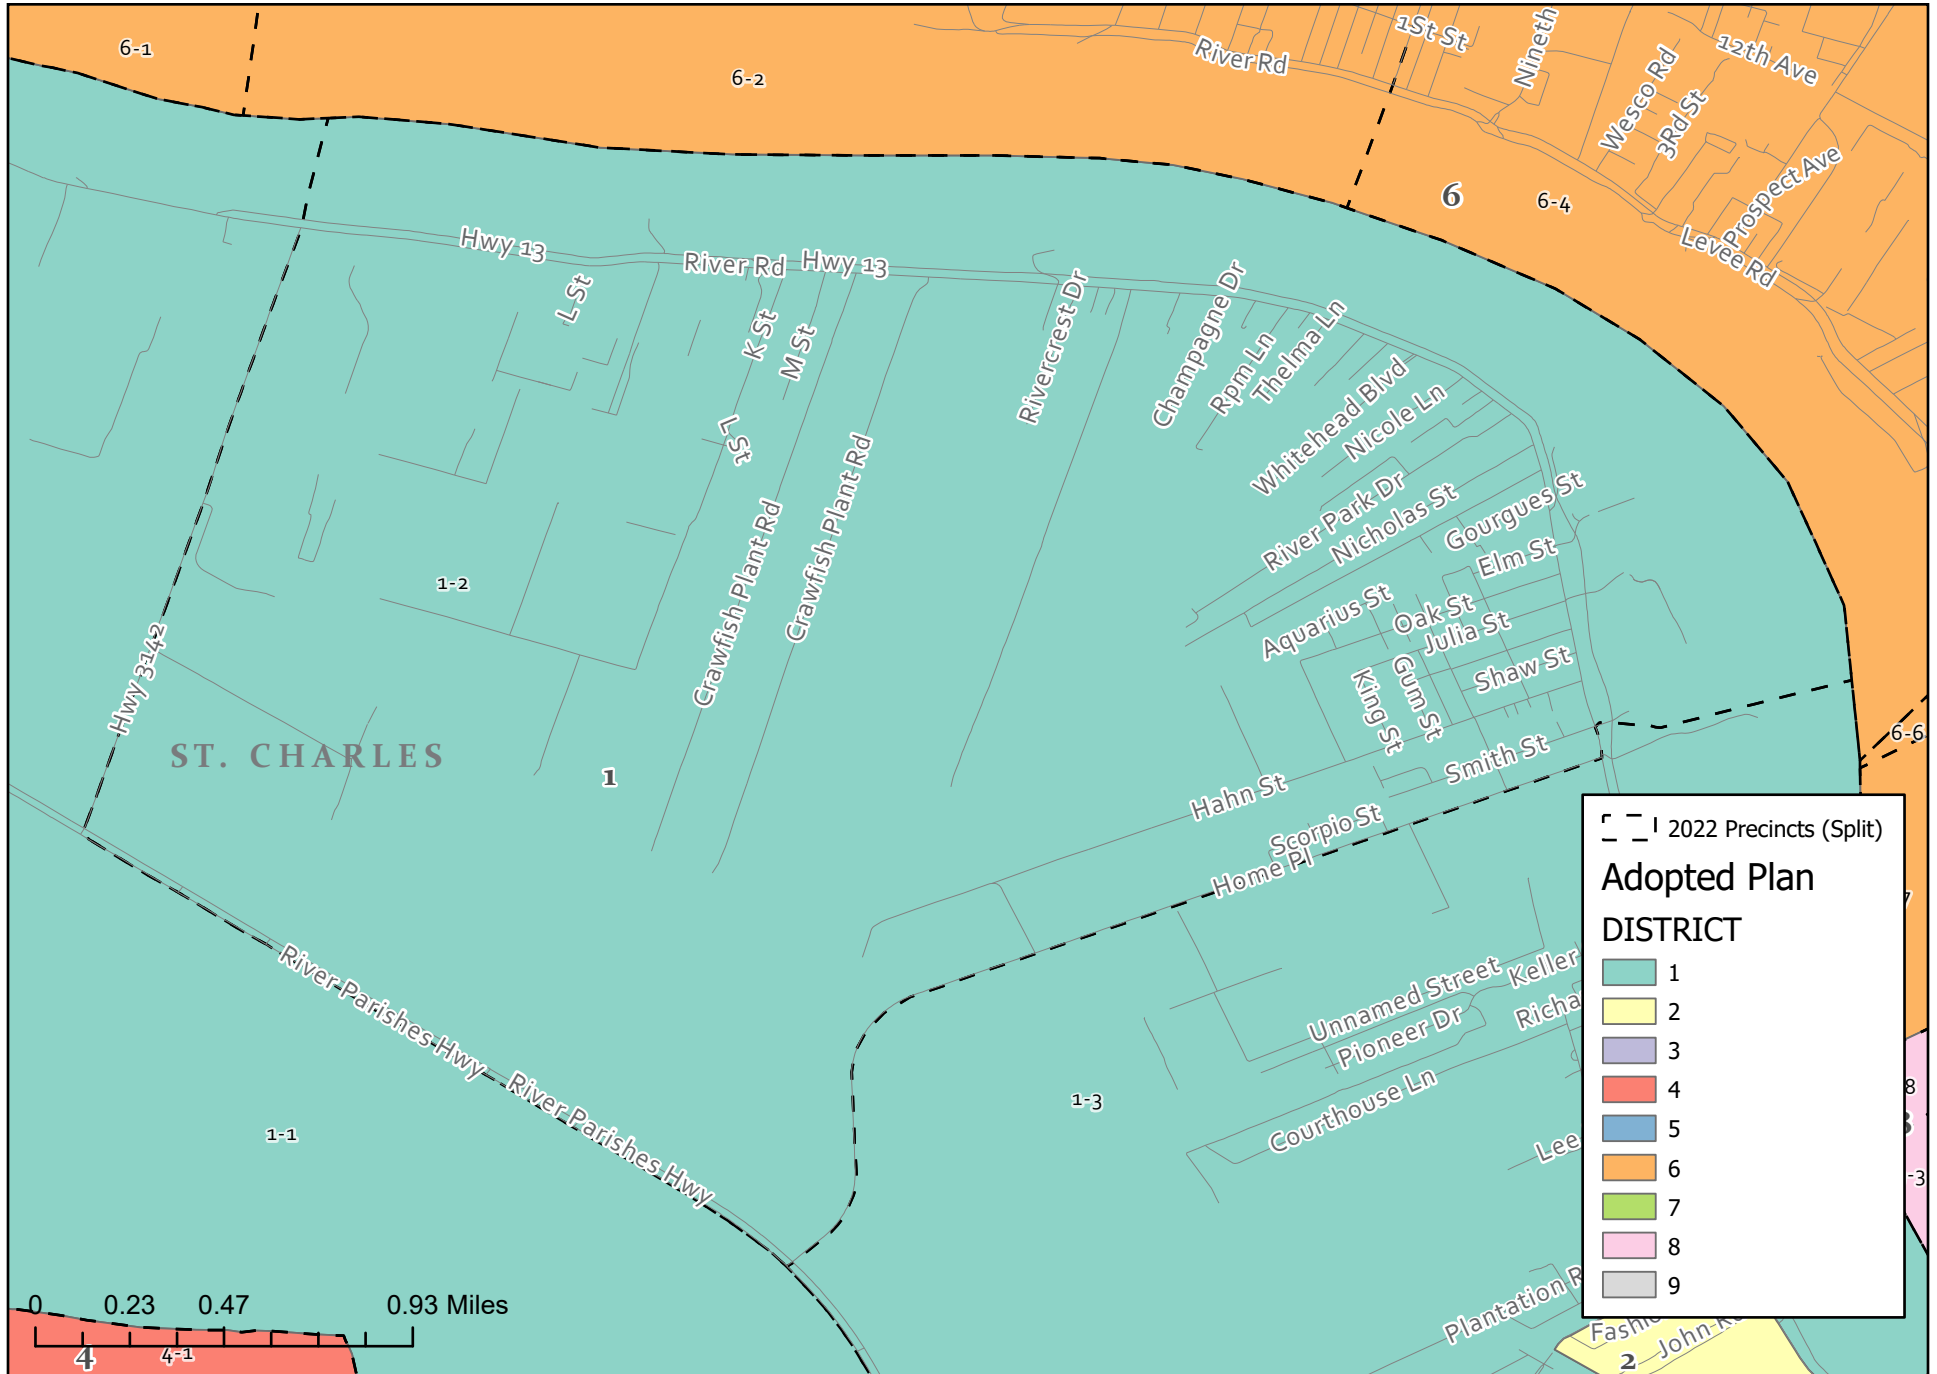 6-1
6-2
River Rd
1St St
Nineth
Wesco Rd
3Rd St
12th Ave
Prospect Ave
6
6-4
Levee Rd
Hwy 13
River Rd
Hwy 13
L St
K St
M St
L St
Rivercrest Dr
Champagne Dr
Rpm Ln
Thelma Ln
Whitehead Blvd
Nicole Ln
River Park Dr
Nicholas St
Gourgues St
Elm St
Crawfish Plant Rd
Crawfish Plant Rd
1-2
Aquarius St
Oak St
Julia St
Shaw St
King St
Gum St
Hwy 3142
ST. CHARLES
1
6-6
Smith St
Hahn St
Scorpio St
Home Pl
River Parishes Hwy
River Parishes Hwy
Unnamed Street
Keller
Pioneer Dr
Richa
Courthouse Ln
1-3
1-1
Lee
Plantation R
Fashio
John R
2
4
4-1
0 0.23 0.47 0.93 Miles
2022 Precincts (Split)
Adopted Plan
DISTRICT
1
2
3
4
5
6
7
8
9
7
8
-3